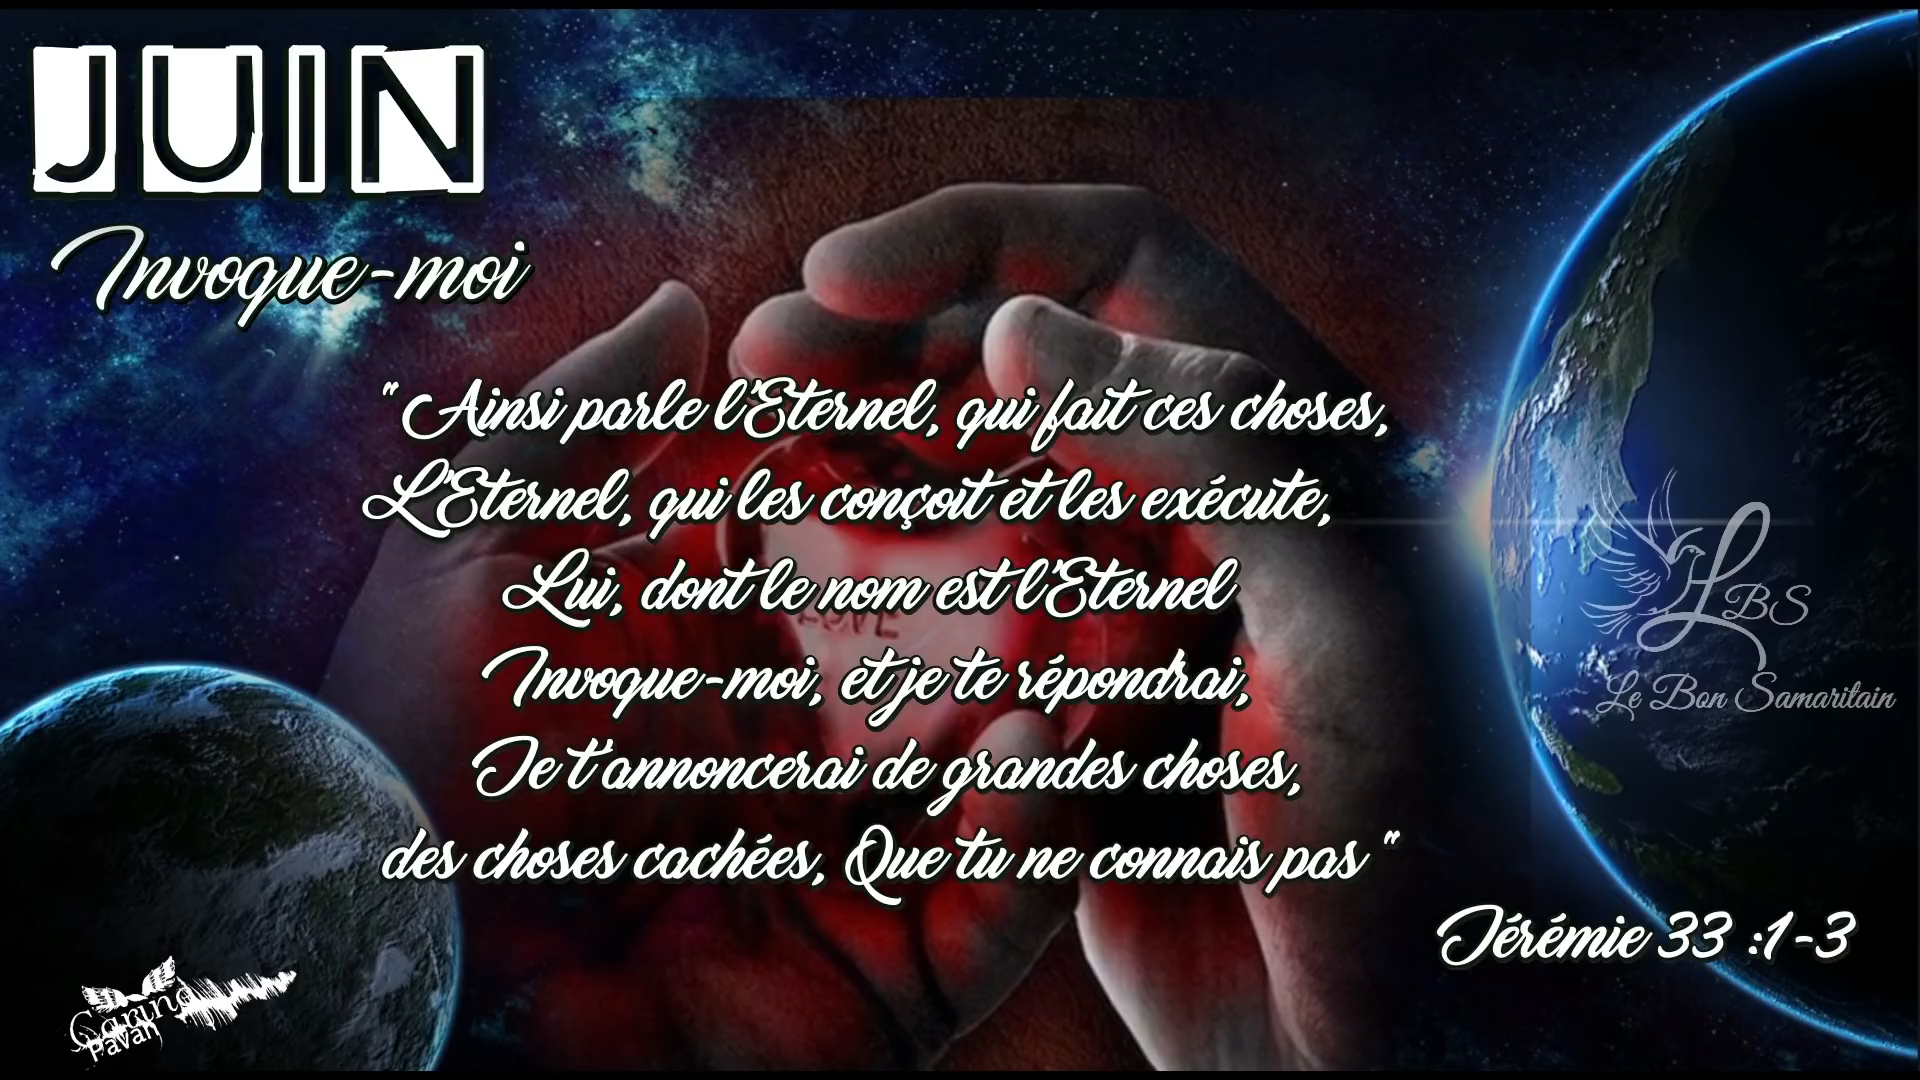 JUIN
Invoque-moi
" Ainsi parle l'Eternel, qui fait ces choses,
L'Eternel, qui les conçoit et les exécute,
Lui, dont le nom est l'Eternel
Invoque-moi, et je te répondrai,
Je t'annoncerai de grandes choses,
des choses cachées, Que tu ne connais pas "
Jérémie 33 :1-3
LBS
Le Bon Samaritain
Pavan